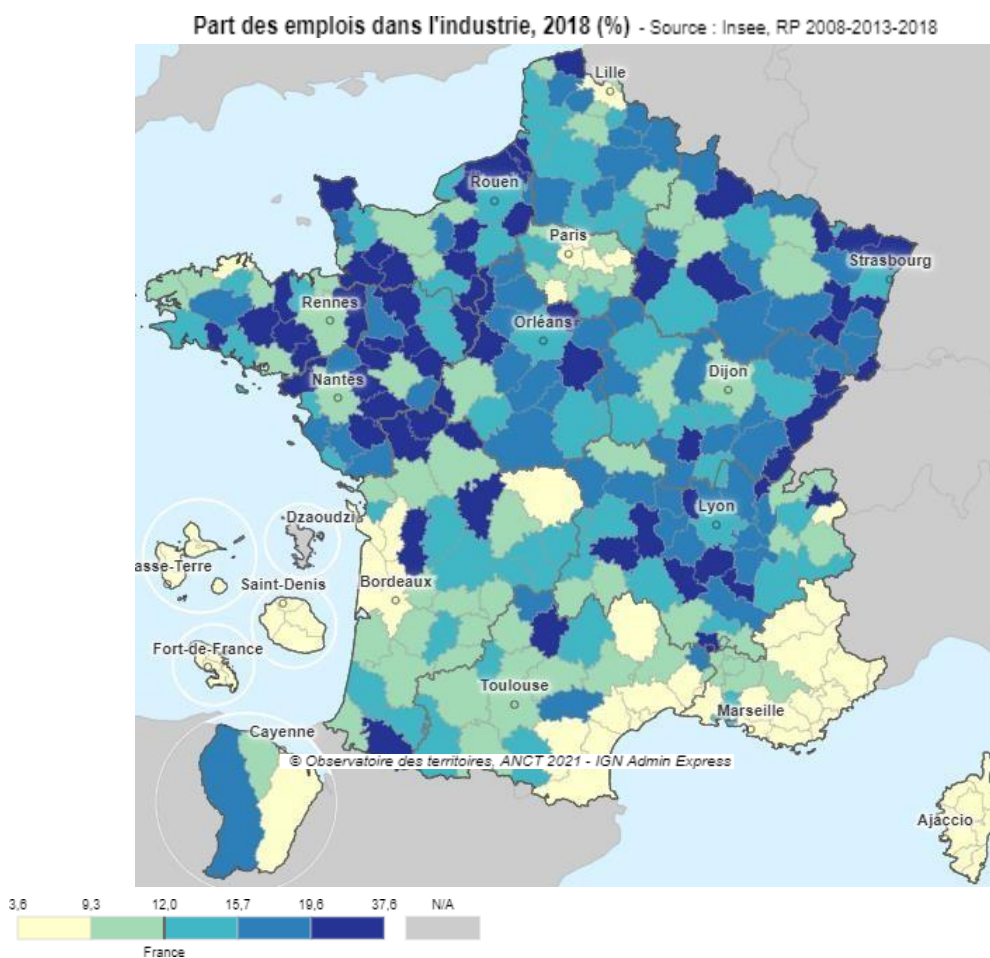 Part des emplois dans l'industrie, 2018 (%) - Source : Insee, RP 2008-2013-2018
Lille
Rouen
Paris
Strasbourg
Rennes
Orléans
Nantes
Dijon
Lyon
Dzaoudzi
asse-Terre
Saint-Denis
Bordeaux
Fort-de-France
Toulouse
Marseille
Cayenne
© Observatoire des territoires, ANCT 2021 - IGN Admin Express
Ajaccio
3,6 9,3 12,0 15,7 19,6 37,6 N/A
France